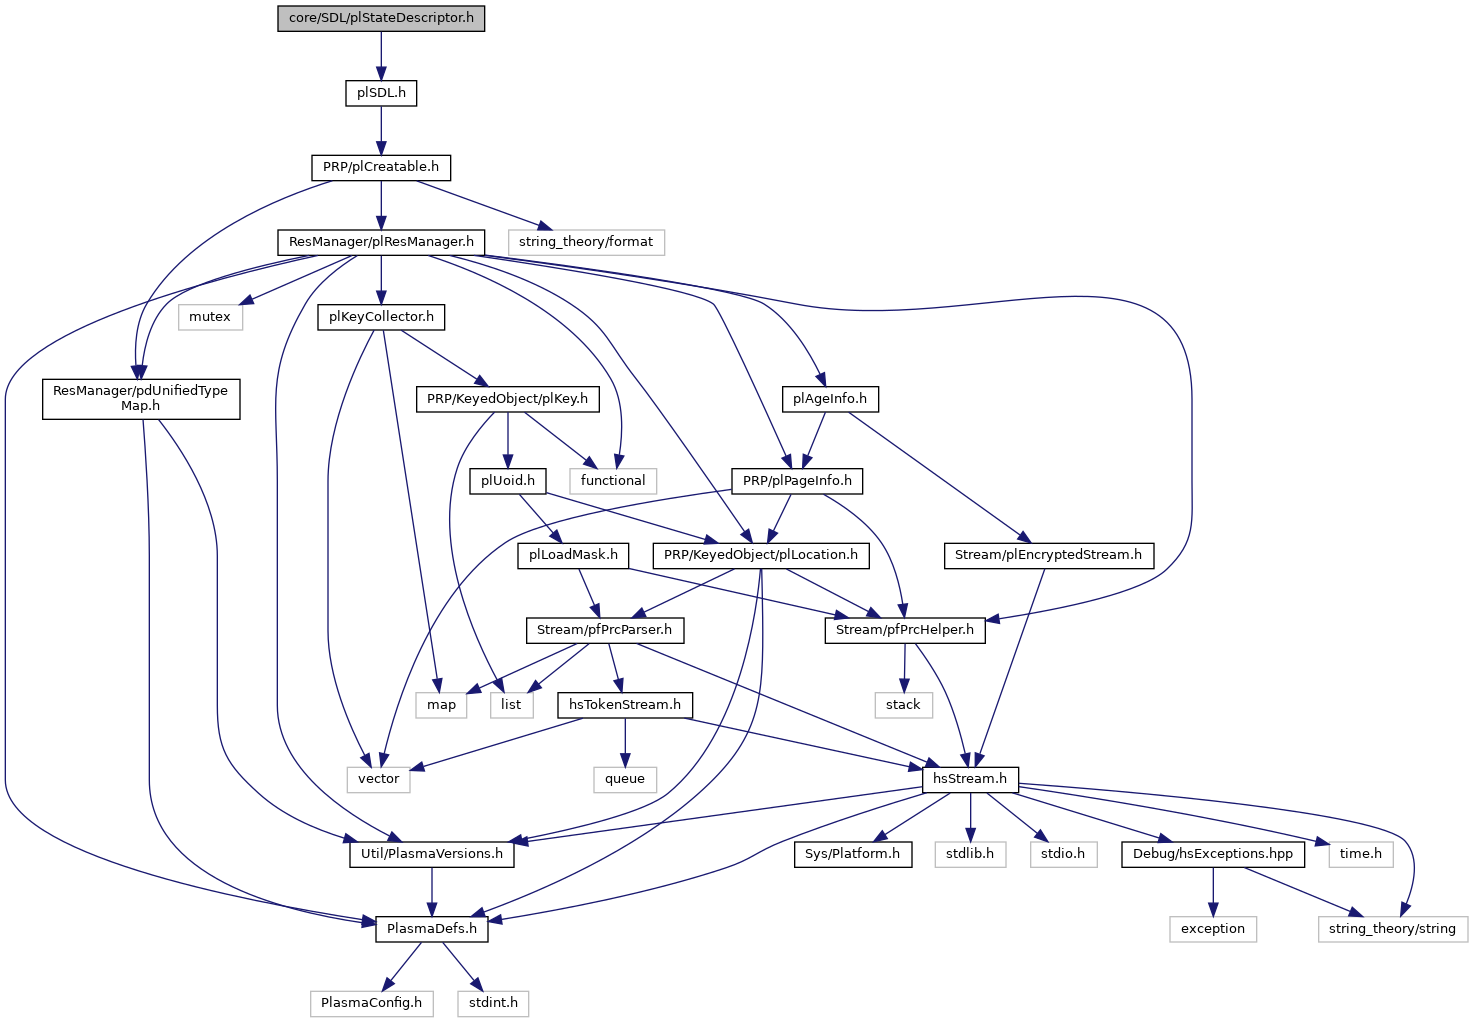 core/SDL/plStateDescriptor.h
plSDL.h
PRP/plCreatable.h
ResManager/plResManager.h
string_theory/format
mutex
plKeyCollector.h
ResManager/pdUnifiedType
Map.h
PRP/KeyedObject/plKey.h
plAgeInfo.h
plUoid.h
functional
PRP/plPageInfo.h
plLoadMask.h
PRP/KeyedObject/plLocation.h
Stream/plEncryptedStream.h
Stream/pfPrcParser.h
Stream/pfPrcHelper.h
map
list
hsTokenStream.h
stack
vector
queue
hsStream.h
Util/PlasmaVersions.h
Sys/Platform.h
stdlib.h
stdio.h
Debug/hsExceptions.hpp
time.h
PlasmaDefs.h
exception
string_theory/string
PlasmaConfig.h
stdint.h